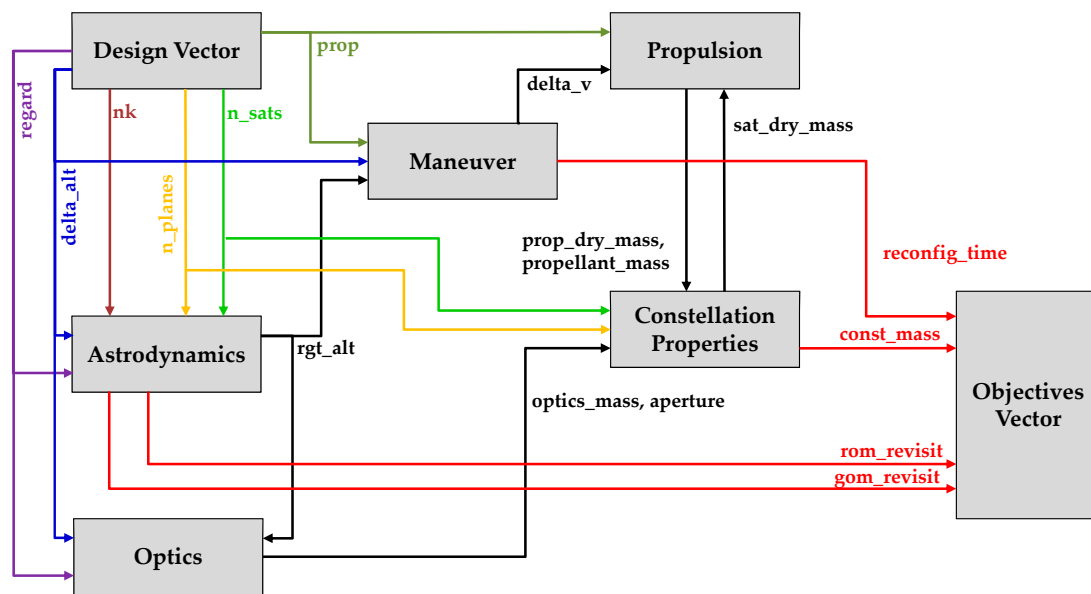 Design Vector
prop
Propulsion
regard
nk
n_sats
delta_v
sat_dry_mass
Maneuver
delta_alt
n_planes
prop_dry_mass,
propellant_mass
reconfig_time
Astrodynamics
rgt_alt
Constellation
Properties
const_mass
Objectives
Vector
optics_mass, aperture
rom_revisit
gom_revisit
Optics